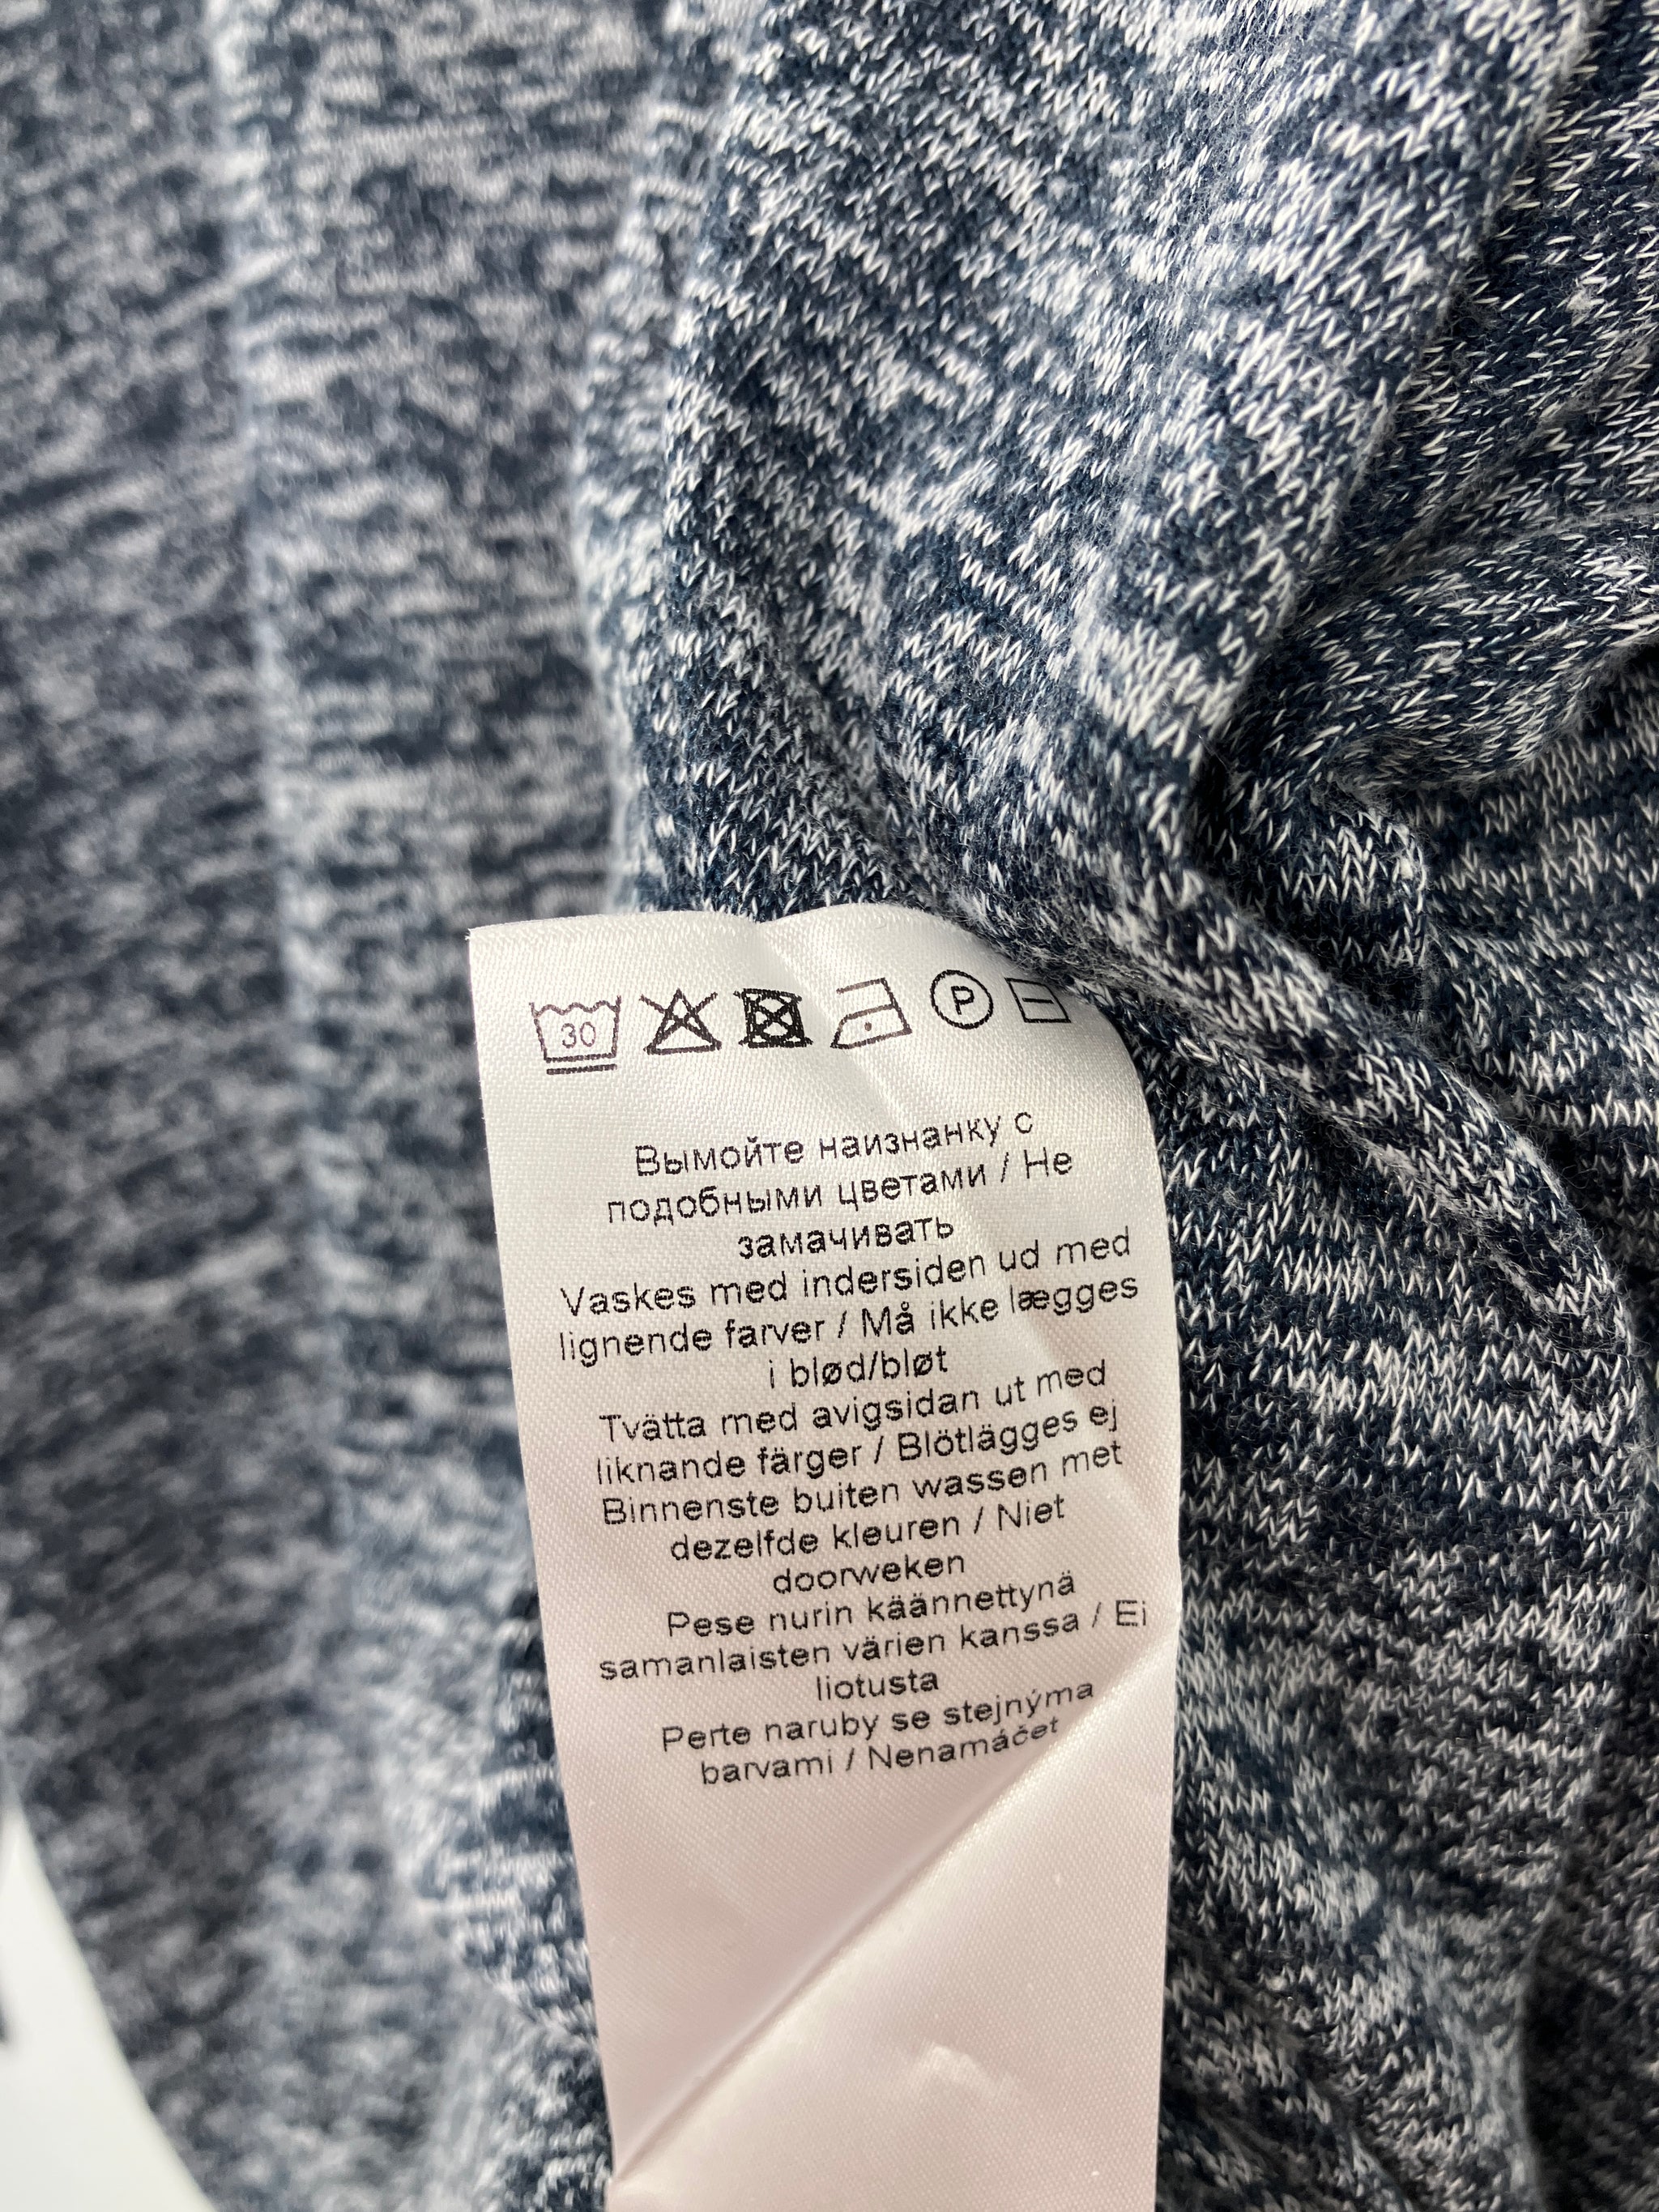 30 P
Вымойте наизнанку с
подобными цветами / Не
замачивать
Vaskes med indersiden ud med
lignende farver / Må ikke lægges
i blød/bløt
Tvätta med avigsidan ut med
liknande färger / Blötlägges ej
Binnenste buiten wassen met
dezelfde kleuren / Niet
doorweken
Pese nurin käännettynä
samanlaisten värien kanssa / Ei
liotusta
Perte naruby se stejnýma
barvami / Nenamáčet